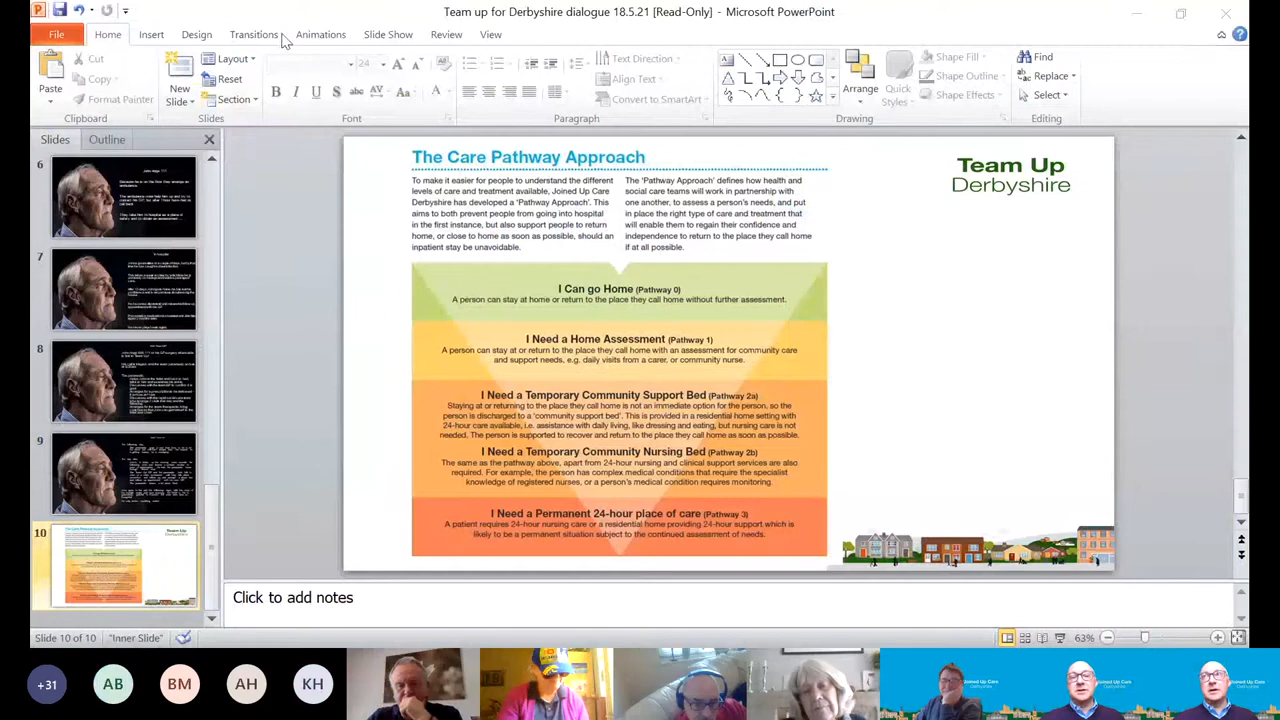 Team up for Derbyshire dialogue 18.5.21 [Read-Only] - Microsoft PowerPoint
File Home Insert Design Transitions Animations Slide Show Review View
Paste
Cut
Copy
Format Painter
Clipboard
New
Slide
Layout
Reset
Section
Slides
24
Font
Text Direction
Align Text
Convert to SmartArt
Paragraph
Arrange
Quick
Styles
Shape Fill
Shape Outline
Shape Effects
Drawing
Find
Replace
Select
Editing
Slides Outline
6
7
8
9
10
The Care Pathway Approach
To make it easier for people to understand the different
levels of care and treatment available, Joined Up Care
Derbyshire has developed a ‘Pathway Approach’. This
aims to both prevent people from going into hospital
in the first instance, but also support people to return
home, or close to home as soon as possible, should an
inpatient stay be unavoidable.
The ‘Pathway Approach’ defines how health and
social care teams will work in partnership with
one another, to assess a person’s needs, and put
in place the right type of care and treatment that
will enable them to regain their confidence and
independence to return to the place they call home
if at all possible.
Team Up
Derbyshire
I Can go Home (Pathway 0)
A person can stay at home or return to the place they call home without further assessment.
I Need a Home Assessment (Pathway 1)
A person can stay at or return to the place they call home with an assessment for community care
and support needs, e.g. daily visits from a carer, or community nurse.
I Need a Temporary Community Support Bed (Pathway 2a)
Staying at or returning to the place they call home is not an immediate option for the person, so the
person is discharged to a ‘community support bed’. This is provided in a residential home setting with
24-hour care available, i.e. assistance with daily living, like dressing and eating, but nursing care is not
needed. The person is supported to recover and return to the place they call home as soon as possible.
I Need a Temporary Community Nursing Bed (Pathway 2b)
The same as the pathway above, apart from 24-hour nursing and clinical support services are also
required. For example, the person has complex medical conditions that require the specialist
knowledge of registered nurses, or a person’s medical condition requires monitoring.
I Need a Permanent 24-hour place of care (Pathway 3)
A patient requires 24-hour nursing care or a residential home providing 24-hour support which is
likely to be a permanent situation subject to the continued assessment of needs.
Click to add notes
Slide 10 of 10 "Inner Slide" 63%
+31 AB BM AH KH
Joined Up Care
Derbyshire
Joined Up Care
Derbyshire
Joined Up Care
Derbyshire